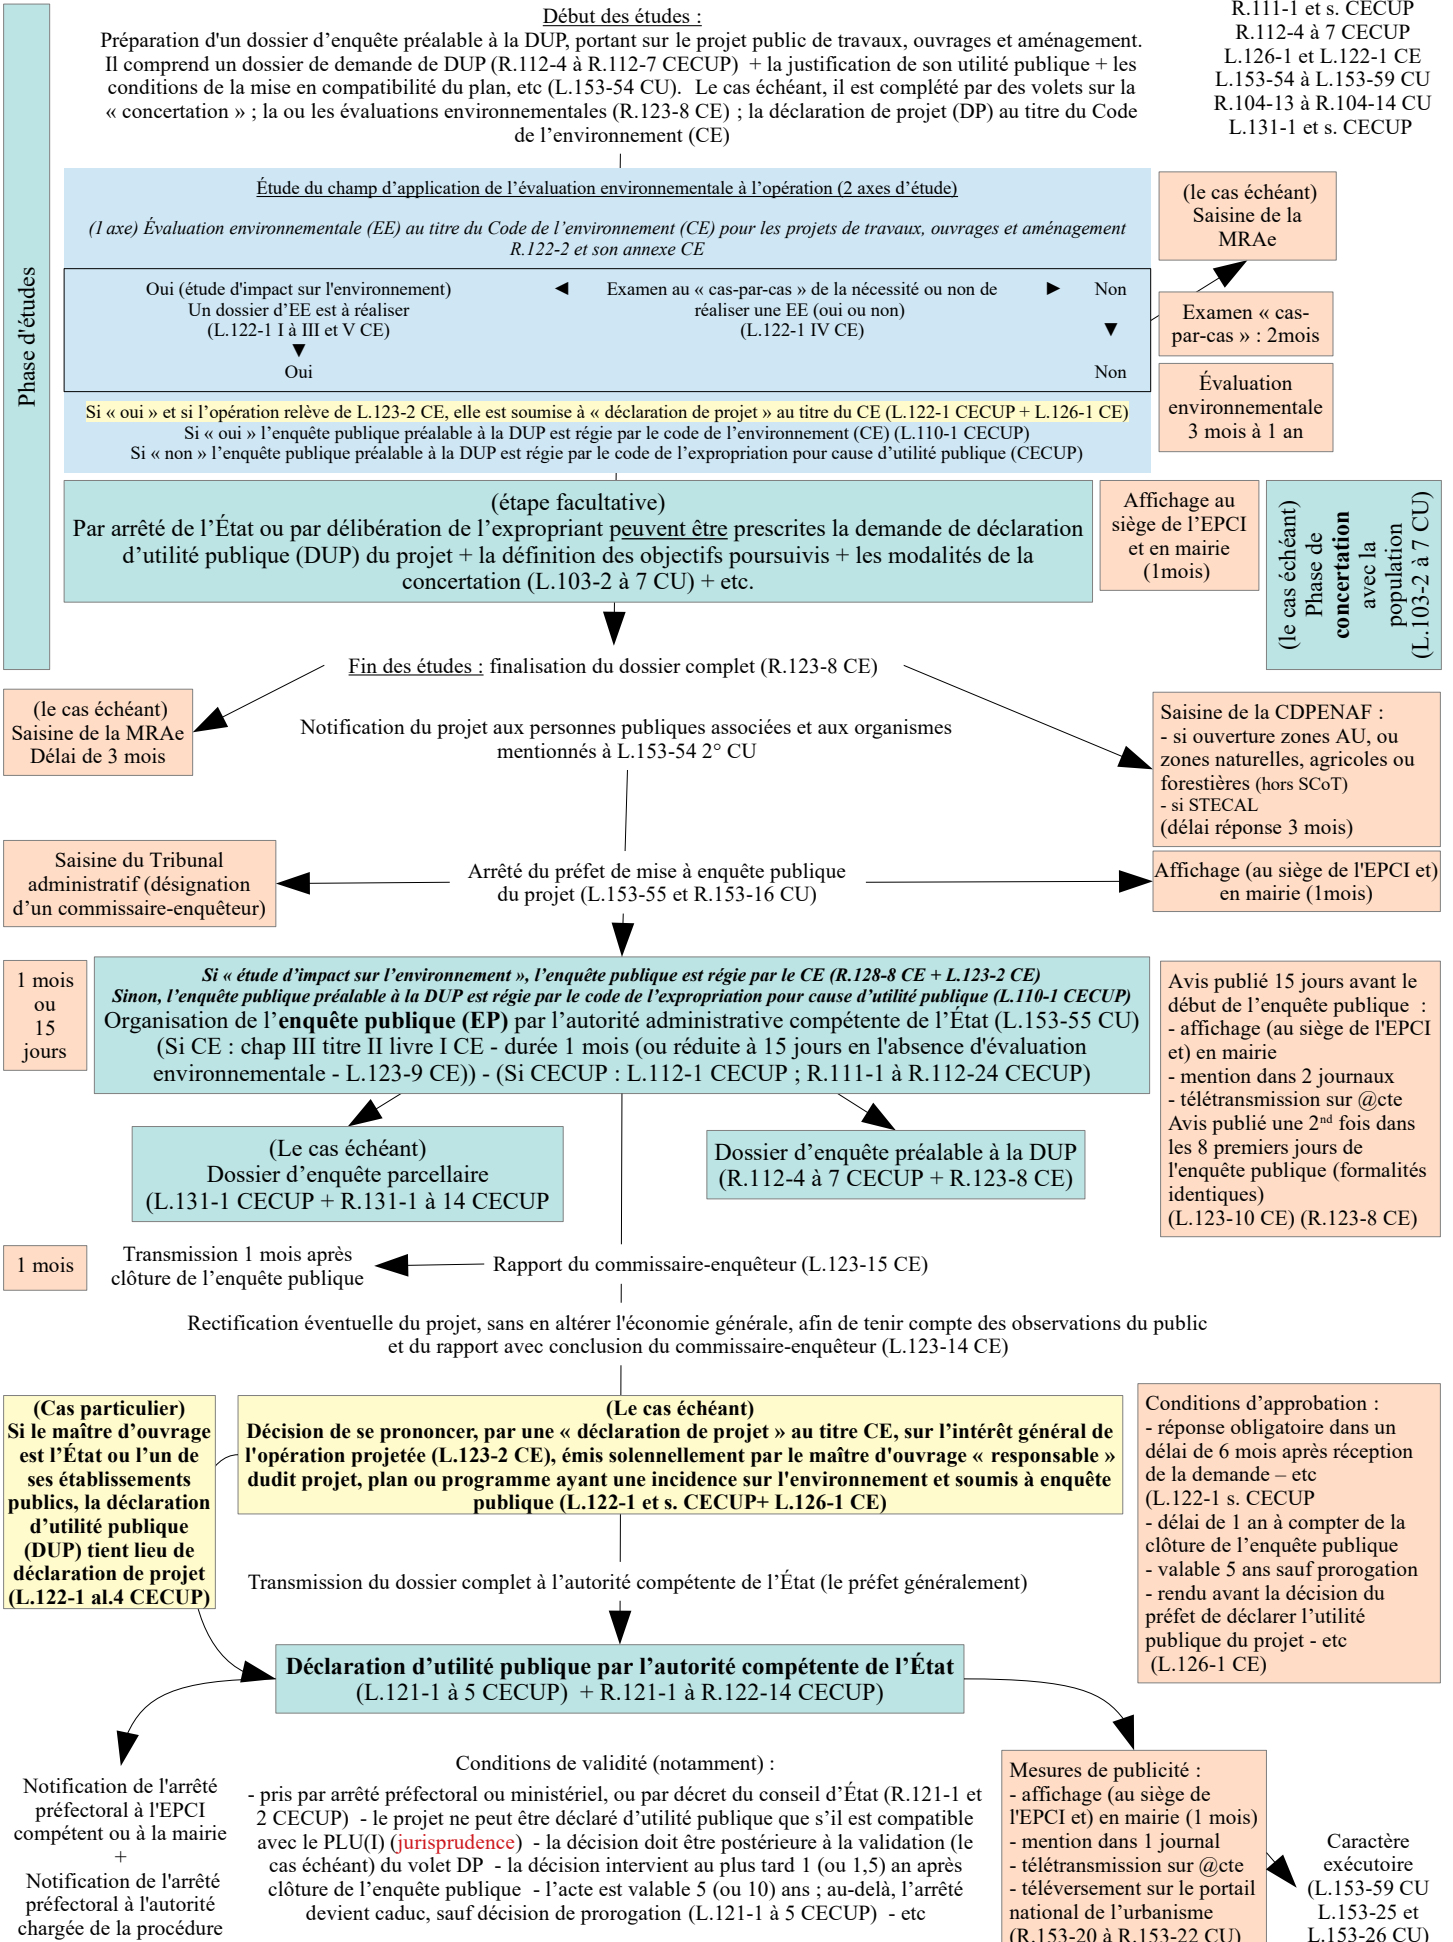 R.111-1 et s. CECUP
R.112-4 à 7 CECUP
L.126-1 et L.122-1 CE
L.153-54 à L.153-59 CU
R.104-13 à R.104-14 CU
L.131-1 et s. CECUP
Phase d'études
Début des études :
Préparation d'un dossier d’enquête préalable à la DUP, portant sur le projet public de travaux, ouvrages et aménagement.
Il comprend un dossier de demande de DUP (R.112-4 à R.112-7 CECUP) + la justification de son utilité publique + les
conditions de la mise en compatibilité du plan, etc (L.153-54 CU). Le cas échéant, il est complété par des volets sur la
« concertation » ; la ou les évaluations environnementales (R.123-8 CE) ; la déclaration de projet (DP) au titre du Code
de l’environnement (CE)
Étude du champ d’application de l’évaluation environnementale à l’opération (2 axes d’étude)
(1 axe) Évaluation environnementale (EE) au titre du Code de l’environnement (CE) pour les projets de travaux, ouvrages et aménagement
R.122-2 et son annexe CE
Oui (étude d'impact sur l'environnement)
Un dossier d’EE est à réaliser
(L.122-1 I à III et V CE)
Oui
Examen au « cas-par-cas » de la nécessité ou non de
réaliser une EE (oui ou non)
(L.122-1 IV CE)
Non
Non
Si « oui » et si l’opération relève de L.123-2 CE, elle est soumise à « déclaration de projet » au titre du CE (L.122-1 CECUP + L.126-1 CE)
Si « oui » l’enquête publique préalable à la DUP est régie par le code de l’environnement (CE) (L.110-1 CECUP)
Si « non » l’enquête publique préalable à la DUP est régie par le code de l’expropriation pour cause d’utilité publique (CECUP)
(le cas échéant)
Saisine de la
MRAe
Examen « cas-
par-cas » : 2mois
Évaluation
environnementale
3 mois à 1 an
(étape facultative)
Par arrêté de l’État ou par délibération de l’expropriant peuvent être prescrites la demande de déclaration
d’utilité publique (DUP) du projet + la définition des objectifs poursuivis + les modalités de la
concertation (L.103-2 à 7 CU) + etc.
Affichage au
siège de l’EPCI
et en mairie
(1mois)
(le cas échéant)
Phase de
concertation
avec la
population
(L.103-2 à 7 CU)
Fin des études : finalisation du dossier complet (R.123-8 CE)
(le cas échéant)
Saisine de la MRAe
Délai de 3 mois
Notification du projet aux personnes publiques associées et aux organismes
mentionnés à L.153-54 2° CU
Saisine de la CDPENAF :
- si ouverture zones AU, ou
zones naturelles, agricoles ou
forestières (hors SCoT)
- si STECAL
(délai réponse 3 mois)
Saisine du Tribunal
administratif (désignation
d’un commissaire-enquêteur)
Arrêté du préfet de mise à enquête publique
du projet (L.153-55 et R.153-16 CU)
Affichage (au siège de l'EPCI et)
en mairie (1mois)
1 mois
ou
15
jours
Si « étude d’impact sur l’environnement », l’enquête publique est régie par le CE (R.128-8 CE + L.123-2 CE)
Sinon, l’enquête publique préalable à la DUP est régie par le code de l’expropriation pour cause d’utilité publique (L.110-1 CECUP)
Organisation de l’enquête publique (EP) par l’autorité administrative compétente de l’État (L.153-55 CU)
(Si CE : chap III titre II livre I CE - durée 1 mois (ou réduite à 15 jours en l'absence d'évaluation
environnementale - L.123-9 CE)) - (Si CECUP : L.112-1 CECUP ; R.111-1 à R.112-24 CECUP)
Avis publié 15 jours avant le
début de l’enquête publique :
- affichage (au siège de l'EPCI
et) en mairie
- mention dans 2 journaux
- télétransmission sur @cte
Avis publié une 2nd fois dans
les 8 premiers jours de
l'enquête publique (formalités
identiques)
(L.123-10 CE) (R.123-8 CE)
(Le cas échéant)
Dossier d’enquête parcellaire
(L.131-1 CECUP + R.131-1 à 14 CECUP
Dossier d’enquête préalable à la DUP
(R.112-4 à 7 CECUP + R.123-8 CE)
1 mois
Transmission 1 mois après
clôture de l’enquête publique
Rapport du commissaire-enquêteur (L.123-15 CE)
Rectification éventuelle du projet, sans en altérer l'économie générale, afin de tenir compte des observations du public
et du rapport avec conclusion du commissaire-enquêteur (L.123-14 CE)
(Cas particulier)
Si le maître d’ouvrage
est l’État ou l’un de
ses établissements
publics, la déclaration
d’utilité publique
(DUP) tient lieu de
déclaration de projet
(L.122-1 al.4 CECUP)
(Le cas échéant)
Décision de se prononcer, par une « déclaration de projet » au titre CE, sur l’intérêt général de
l'opération projetée (L.123-2 CE), émis solennellement par le maître d'ouvrage « responsable »
dudit projet, plan ou programme ayant une incidence sur l'environnement et soumis à enquête
publique (L.122-1 et s. CECUP+ L.126-1 CE)
Conditions d’approbation :
- réponse obligatoire dans un
délai de 6 mois après réception
de la demande – etc
(L.122-1 s. CECUP
- délai de 1 an à compter de la
clôture de l’enquête publique
- valable 5 ans sauf prorogation
- rendu avant la décision du
préfet de déclarer l’utilité
publique du projet - etc
(L.126-1 CE)
Transmission du dossier complet à l’autorité compétente de l’État (le préfet généralement)
Déclaration d’utilité publique par l’autorité compétente de l’État
(L.121-1 à 5 CECUP) + R.121-1 à R.122-14 CECUP)
Notification de l'arrêté
préfectoral à l'EPCI
compétent ou à la mairie
+
Notification de l'arrêté
préfectoral à l'autorité
chargée de la procédure
Conditions de validité (notamment) :
- pris par arrêté préfectoral ou ministériel, ou par décret du conseil d’État (R.121-1 et
2 CECUP) - le projet ne peut être déclaré d’utilité publique que s’il est compatible
avec le PLU(I) (jurisprudence) - la décision doit être postérieure à la validation (le
cas échéant) du volet DP - la décision intervient au plus tard 1 (ou 1,5) an après
clôture de l’enquête publique - l’acte est valable 5 (ou 10) ans ; au-delà, l’arrêté
devient caduc, sauf décision de prorogation (L.121-1 à 5 CECUP) - etc
Mesures de publicité :
- affichage (au siège de
l'EPCI et) en mairie (1 mois)
- mention dans 1 journal
- télétransmission sur @cte
- téléversement sur le portail
national de l’urbanisme
(R.153-20 à R.153-22 CU)
Caractère
exécutoire
(L.153-59 CU
L.153-25 et
L.153-26 CU)